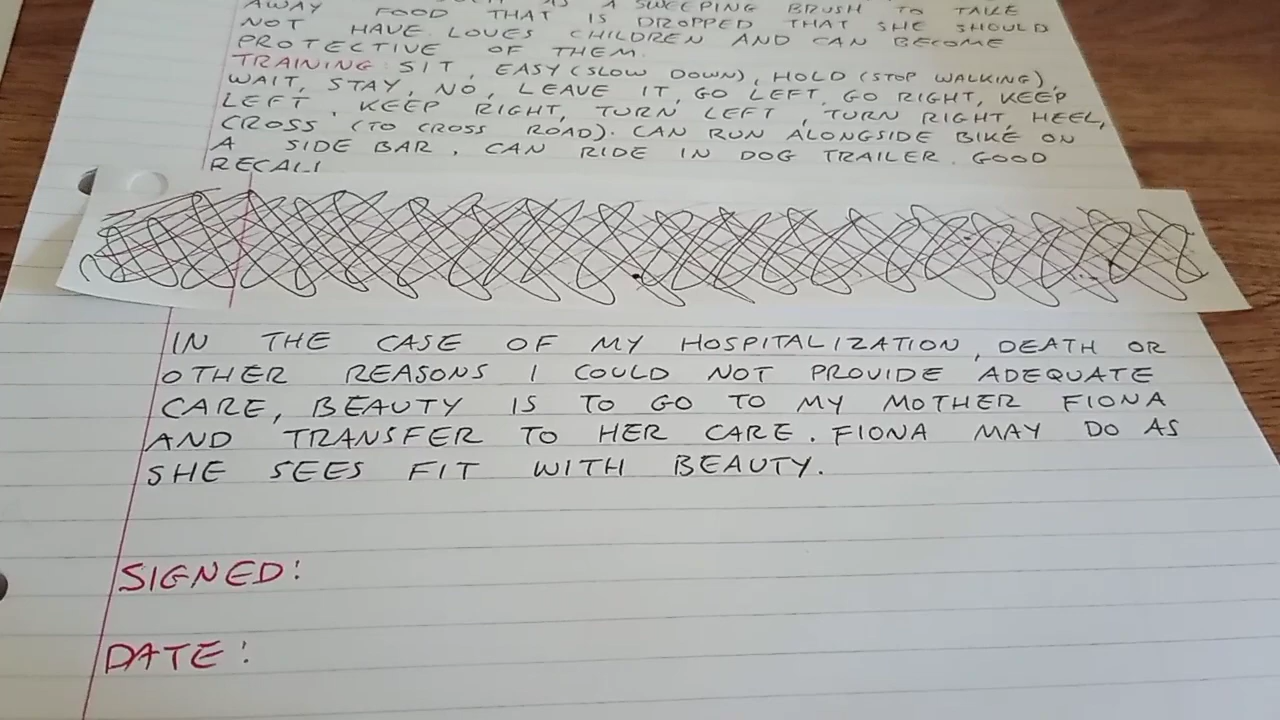 AWAY FOOD THAT IS A SWEEPING BRUSH TO TAKE
NOT HAVE. LOVES CHILDREN AND DROPPED THAT SHE SHOULD
PROTECTIVE OF THEM. CAN BECOME
TRAINING: SIT, EASY (SLOW DOWN), HOLD (STOP WALKING),
WAIT, STAY, NO, LEAVE IT, GO LEFT, GO RIGHT, KEEP
LEFT, KEEP RIGHT, TURN LEFT, TURN RIGHT, HEEL,
CROSS (TO CROSS ROAD). CAN RUN ALONGSIDE BIKE ON
A SIDE BAR. CAN RIDE IN DOG TRAILER. GOOD
RECALL
IN THE CASE OF MY HOSPITALIZATION, DEATH OR
OTHER REASONS I COULD NOT PROVIDE ADEQUATE
CARE, BEAUTY IS TO GO TO MY MOTHER FIONA
AND TRANSFER TO HER CARE. FIONA MAY DO AS
SHE SEES FIT WITH BEAUTY.
SIGNED:
DATE: